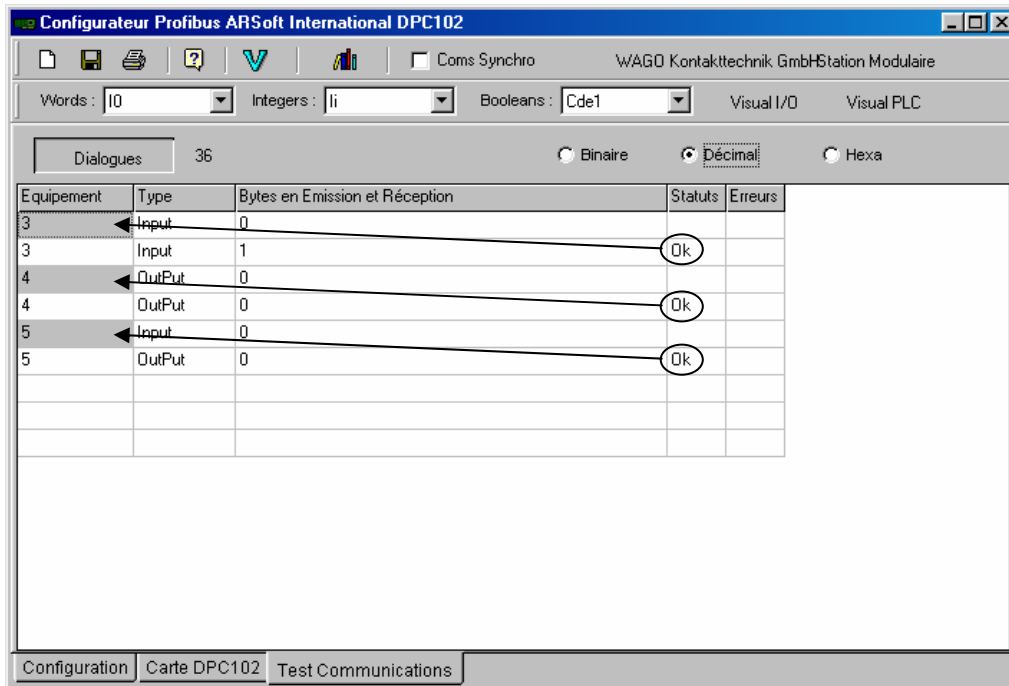 Configurateur Profibus ARSoft International DPC102
Coms Synchro WAGO Kontakttechnik GmbHStation Modulaire
Words : I0 Integers : Ii Booleans : Cde1 Visual I/O Visual PLC
Dialogues 36 Binaire Décimal Hexa
Equipement Type Bytes en Emission et Réception Statuts Erreurs
3 Input 0
3 Input 1 Ok
4 OutPut 0
4 OutPut 0 Ok
5 Input 0
5 OutPut 0 Ok
Configuration Carte DPC102 Test Communications